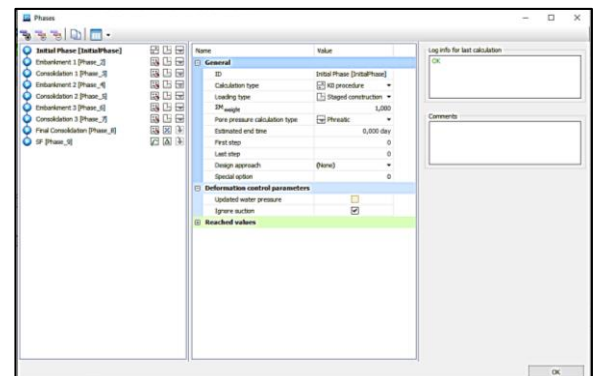 Phases
Initial Phase [InitialPhase]
Embankment 1 [Phase_2]
Consolidation 1 [Phase_3]
Embankment 2 [Phase_4]
Consolidation 2 [Phase_5]
Embankment 3 [Phase_6]
Consolidation 3 [Phase_7]
Final Consolidation [Phase_8]
SF [Phase_9]
Name Value
General
ID Initial Phase [InitialPhase]
Calculation type K0 procedure
Loading type Staged construction
ΣM weight 1,000
Pore pressure calculation type Phreatic
Estimated end time 0,000 day
First step 0
Last step 0
Design approach (None)
Special option 0
Deformation control parameters
Updated water pressure
Ignore suction
Reached values
Log info for last calculation
OK
Comments
OK